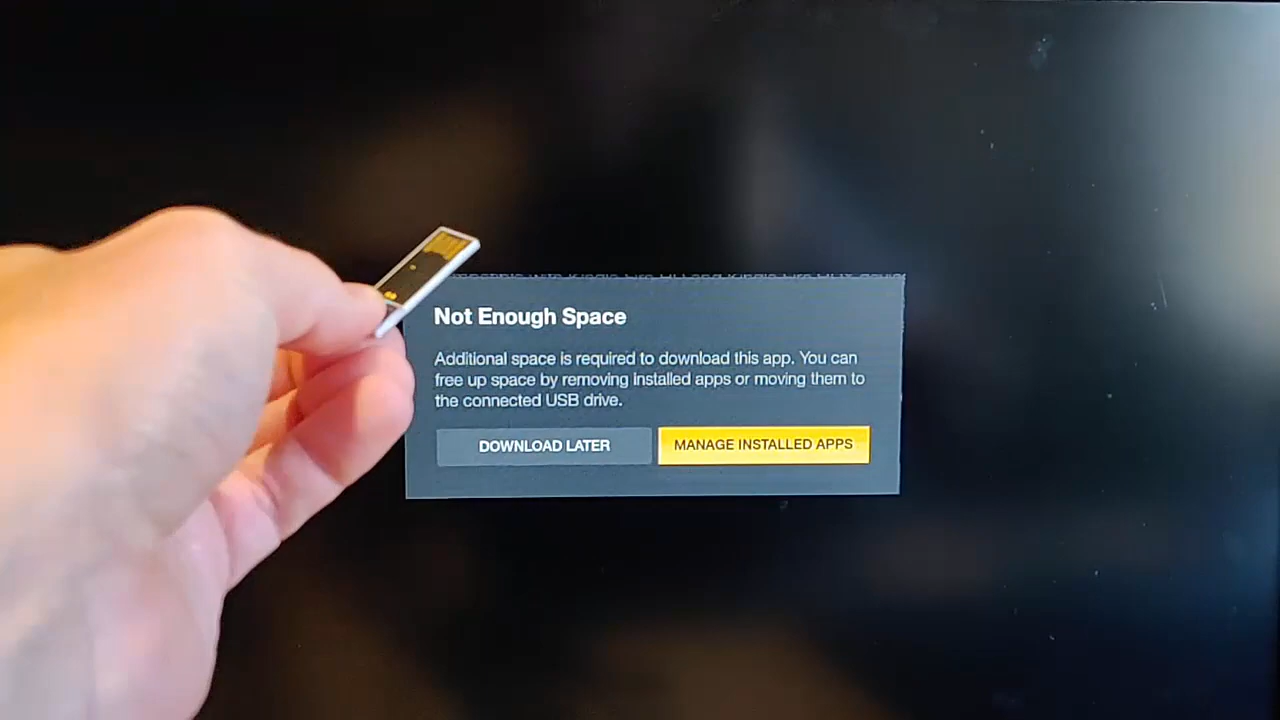 Not Enough Space
Additional space is required to download this app. You can
free up space by removing installed apps or moving them to
the connected USB drive.
DOWNLOAD LATER
MANAGE INSTALLED APPS